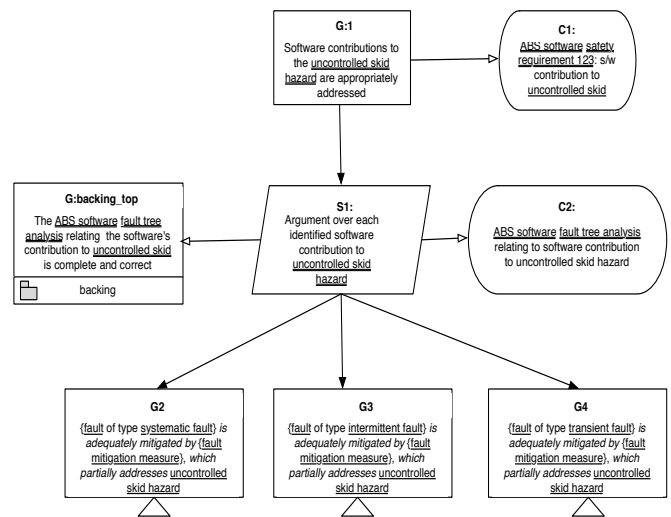 G:1
Software contributions to
the uncontrolled skid
hazard are appropriately
addressed
C1:
ABS software safety
requirement 123: s/w
contribution to
uncontrolled skid
G:backing_top
The ABS software fault tree
analysis relating the software's
contribution to uncontrolled skid
is complete and correct
backing
S1:
Argument over each
identified software
contribution to
uncontrolled skid
hazard
C2:
ABS software fault tree analysis
relating to software contribution
to uncontrolled skid hazard
G2
{fault of type systematic fault} is
adequately mitigated by {fault
mitigation measure}, which
partially addresses uncontrolled
skid hazard
G3
{fault of type intermittent fault} is
adequately mitigated by {fault
mitigation measure}, which
partially addresses uncontrolled
skid hazard
G4
{fault of type transient fault} is
adequately mitigated by {fault
mitigation measure}, which
partially addresses uncontrolled
skid hazard